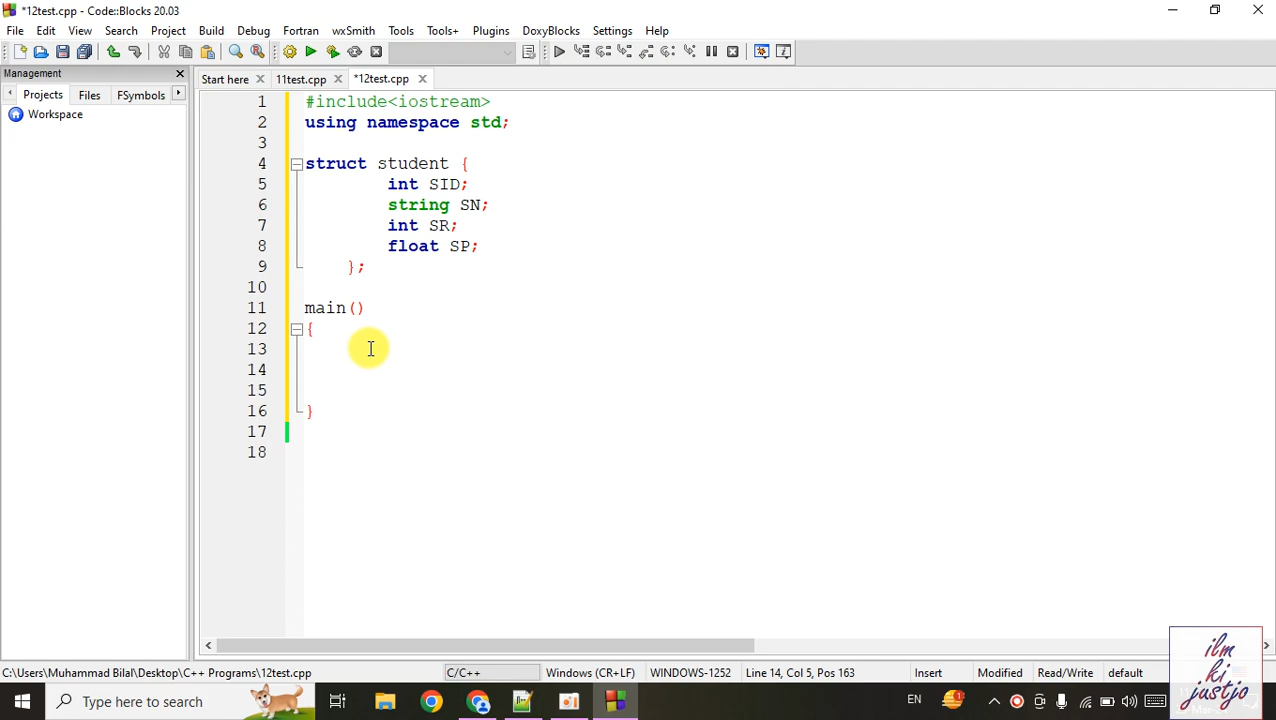 *12test.cpp - Code::Blocks 20.03
File Edit View Search Project Build Debug Fortran wxSmith Tools Tools+ Plugins DoxyBlocks Settings Help
Management
Start here 11test.cpp *12test.cpp
Projects Files FSymbols
Workspace
1 #include<iostream>
2 using namespace std;
3
4 struct student {
5 int SID;
6 string SN;
7 int SR;
8 float SP;
9 };
10
11 main()
12 {
13
14
15
16 }
17
18
C:\Users\Muhammad Bilal\Desktop\C++ Programs\12test.cpp C/C++ Windows (CR+LF) WINDOWS-1252 Line 14, Col 5, Pos 163 Insert Modified Read/Write default
Type here to search
EN
ilm
ki
justjo